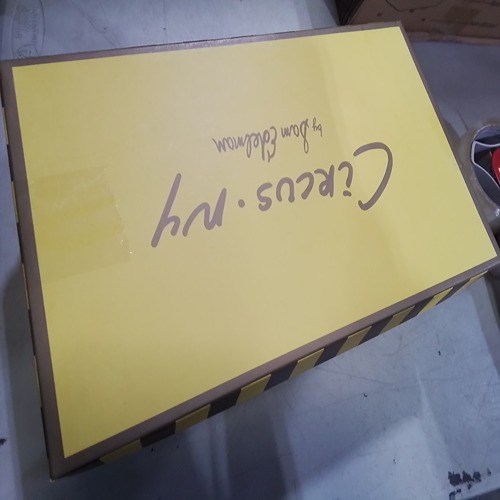 CiRCUS • NY
by Sam Edelman